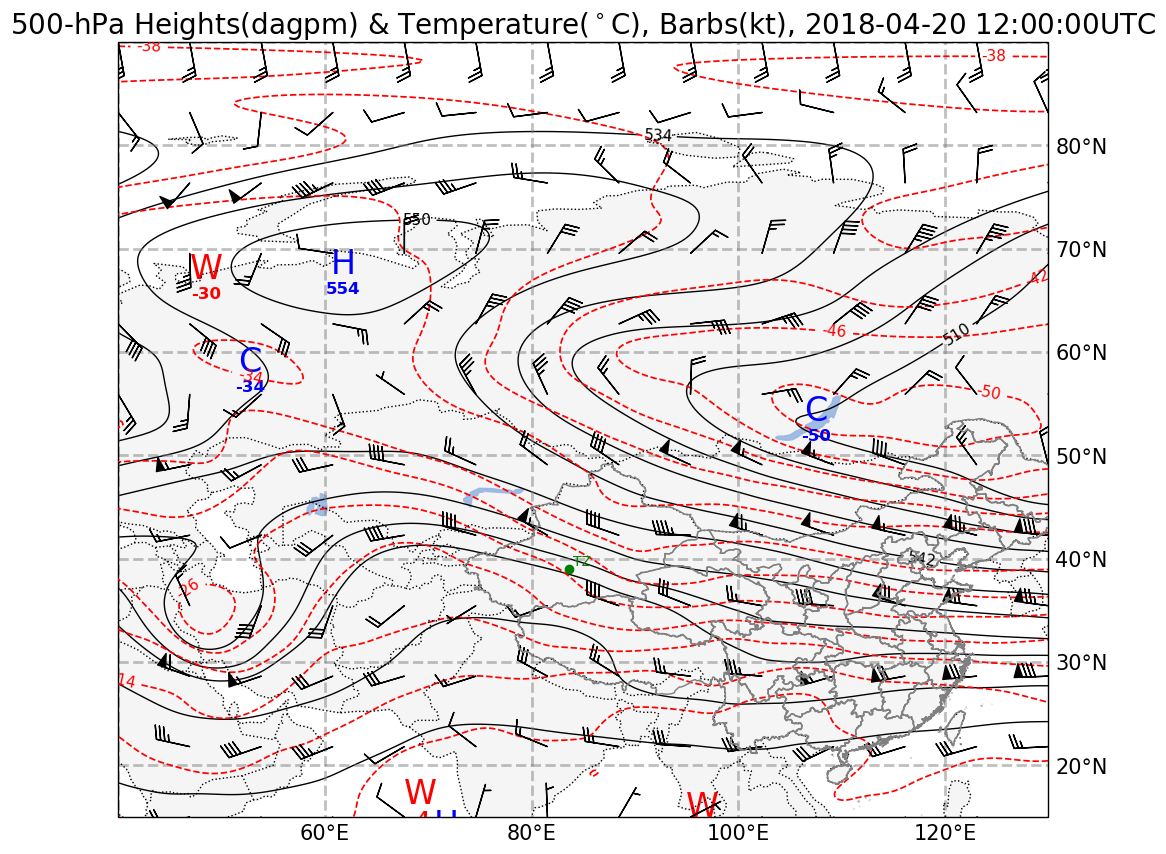 500-hPa Heights(dagpm) & Temperature(°C), Barbs(kt), 2018-04-20 12:00:00UTC
-38
-38
534
80°N
550
70°N
W
-30
H
554
-42
-46
510
60°N
C
-34
-34
-50
C
-50
50°N
542
40°N
-26
30°N
-14
20°N
W
H
W
60°E
80°E
100°E
120°E